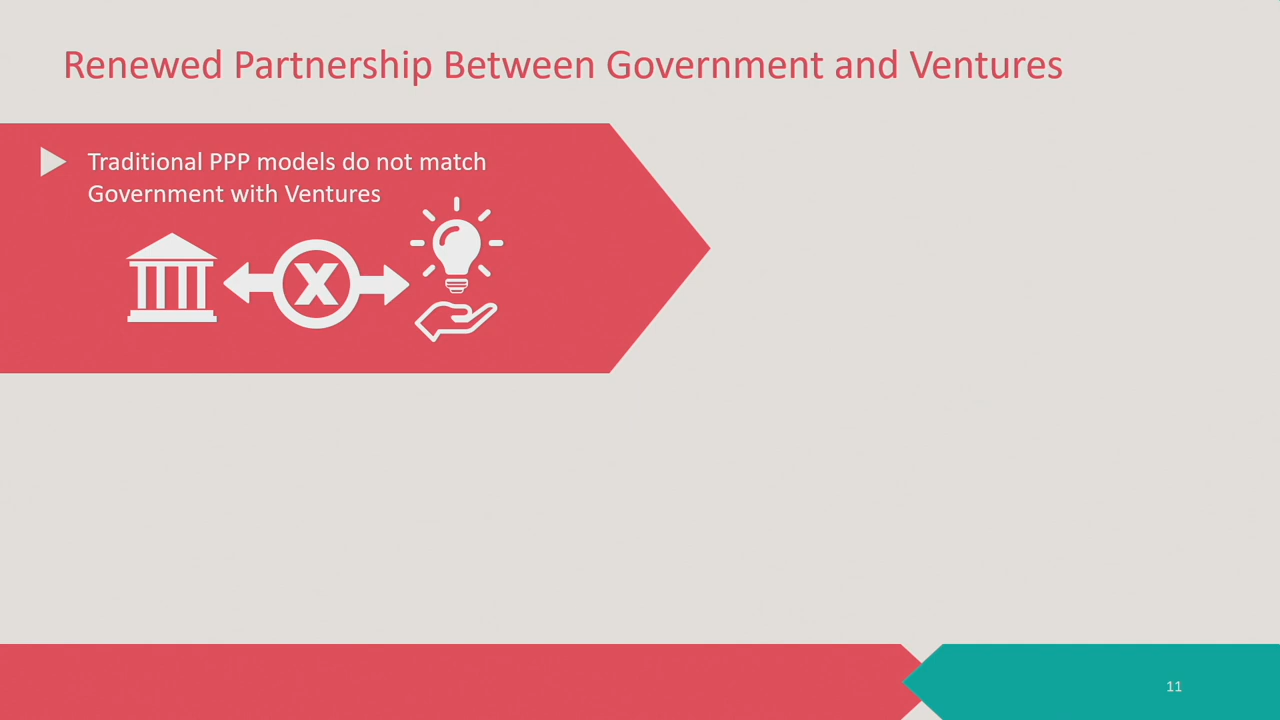 Renewed Partnership Between Government and Ventures
Traditional PPP models do not match
Government with Ventures
X
11